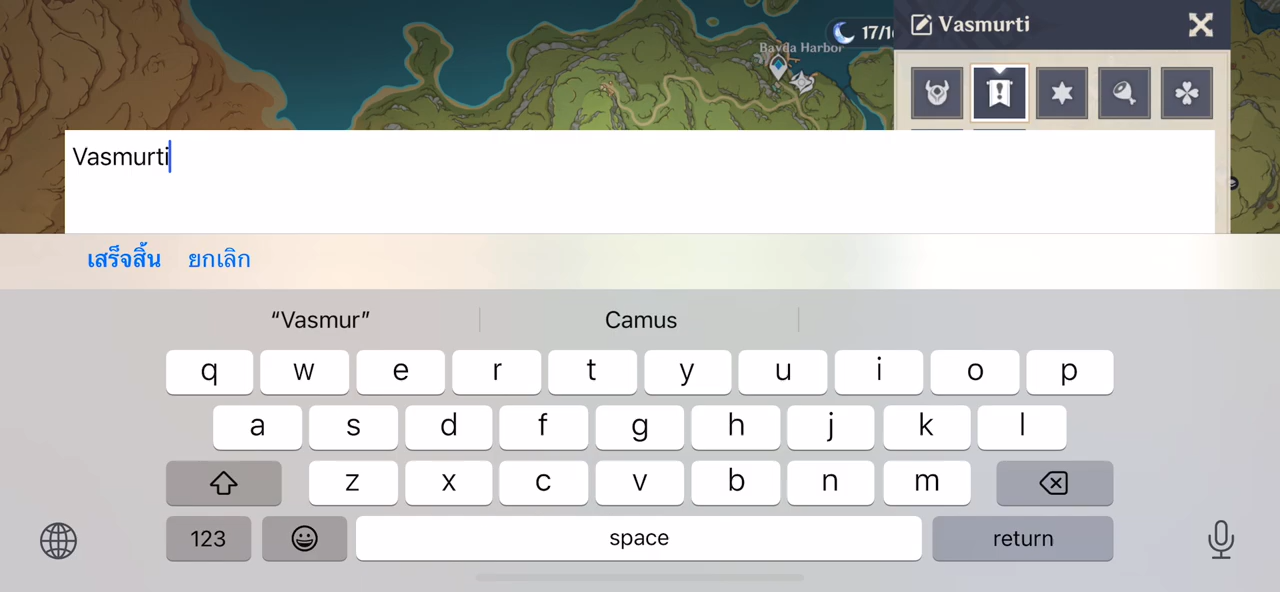 Vasmurti
17/1
Bayda Harbor
Vasmurti
เสร็จสิ้น ยกเลิก
“Vasmur” Camus
q w e r t y u i o p
a s d f g h j k l
z x c v b n m
123 space return